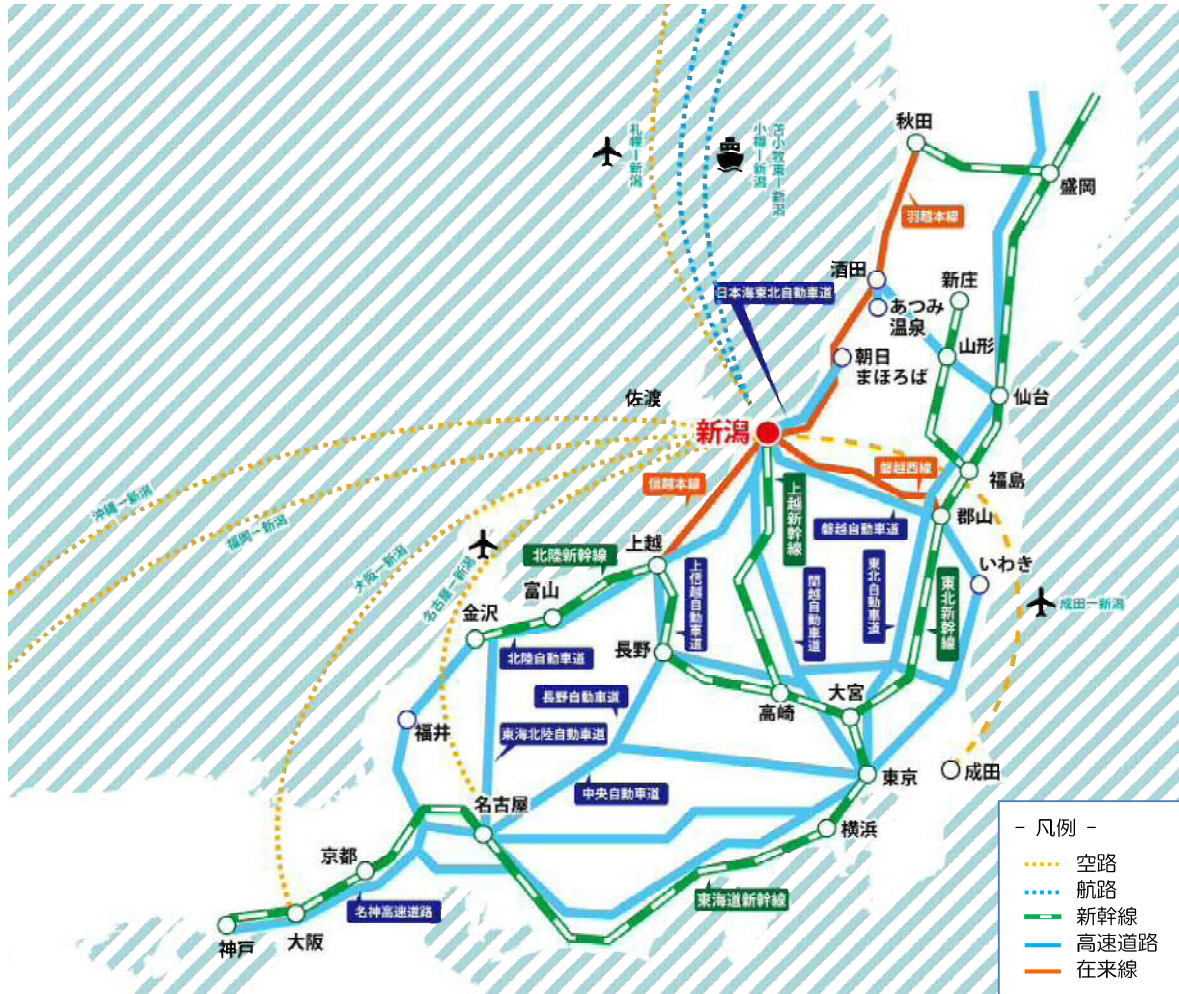 札幌ー新潟
苫小牧東ー新潟
小樽ー新潟
秋田
盛岡
羽越本線
酒田
新庄
日本海東北自動車道
あつみ
温泉
山形
朝日
まほろば
仙台
佐渡
新潟
福島
磐越西線
信越本線
上越新幹線
沖縄ー新潟
福岡ー新潟
大阪ー新潟
名古屋ー新潟
郡山
磐越自動車道
上越
北陸新幹線
上信越自動車道
関越自動車道
東北自動車道
東北新幹線
いわき
成田ー新潟
富山
金沢
北陸自動車道
長野
長野自動車道
高崎
大宮
福井
東海北陸自動車道
中央自動車道
東京
成田
名古屋
横浜
京都
東海道新幹線
名神高速道路
神戸
大阪
- 凡例 -
空路
航路
新幹線
高速道路
在来線